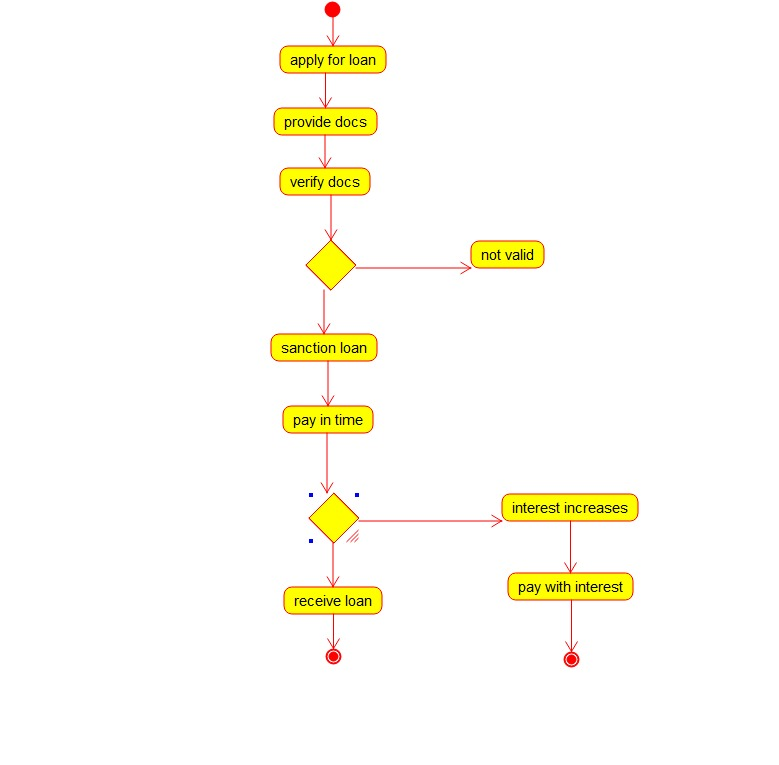 apply for loan
provide docs
verify docs
not valid
sanction loan
pay in time
interest increases
pay with interest
receive loan